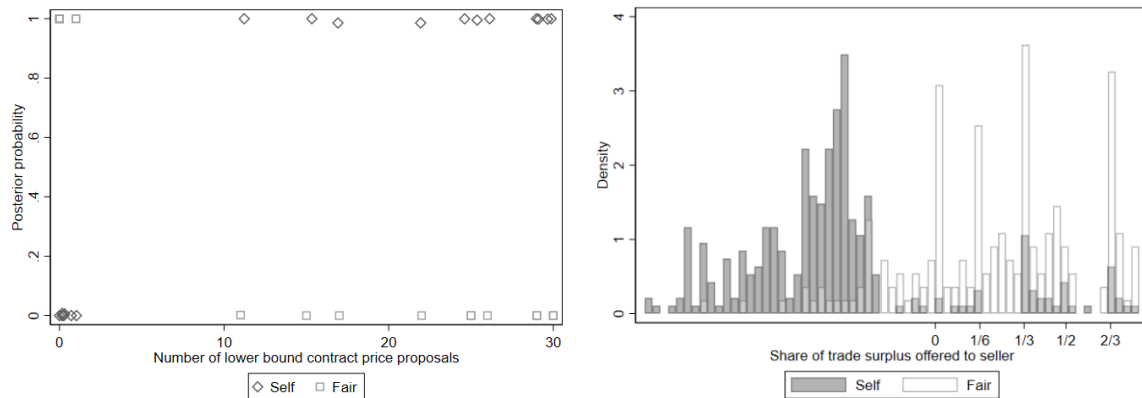 Posterior probability
1
.8
.6
.4
.2
0
0 10 20 30
Number of lower bound contract price proposals
Self Fair
Density
4
3
2
1
0
0 1/6 1/3 1/2 2/3
Share of trade surplus offered to seller
Self Fair